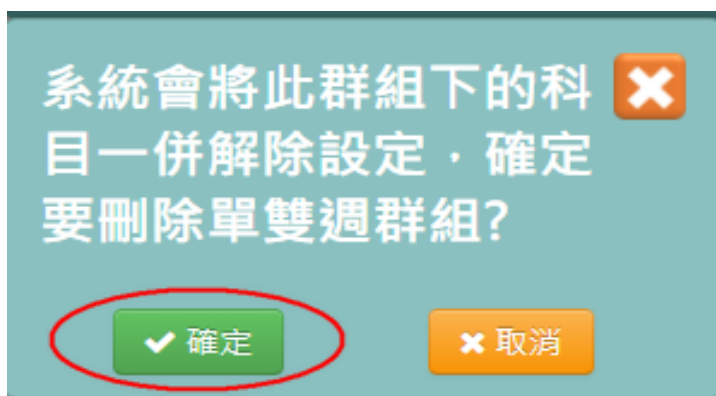 系統會將此群組下的科
目一併解除設定，確定
要刪除單雙週群組?
確定
取消